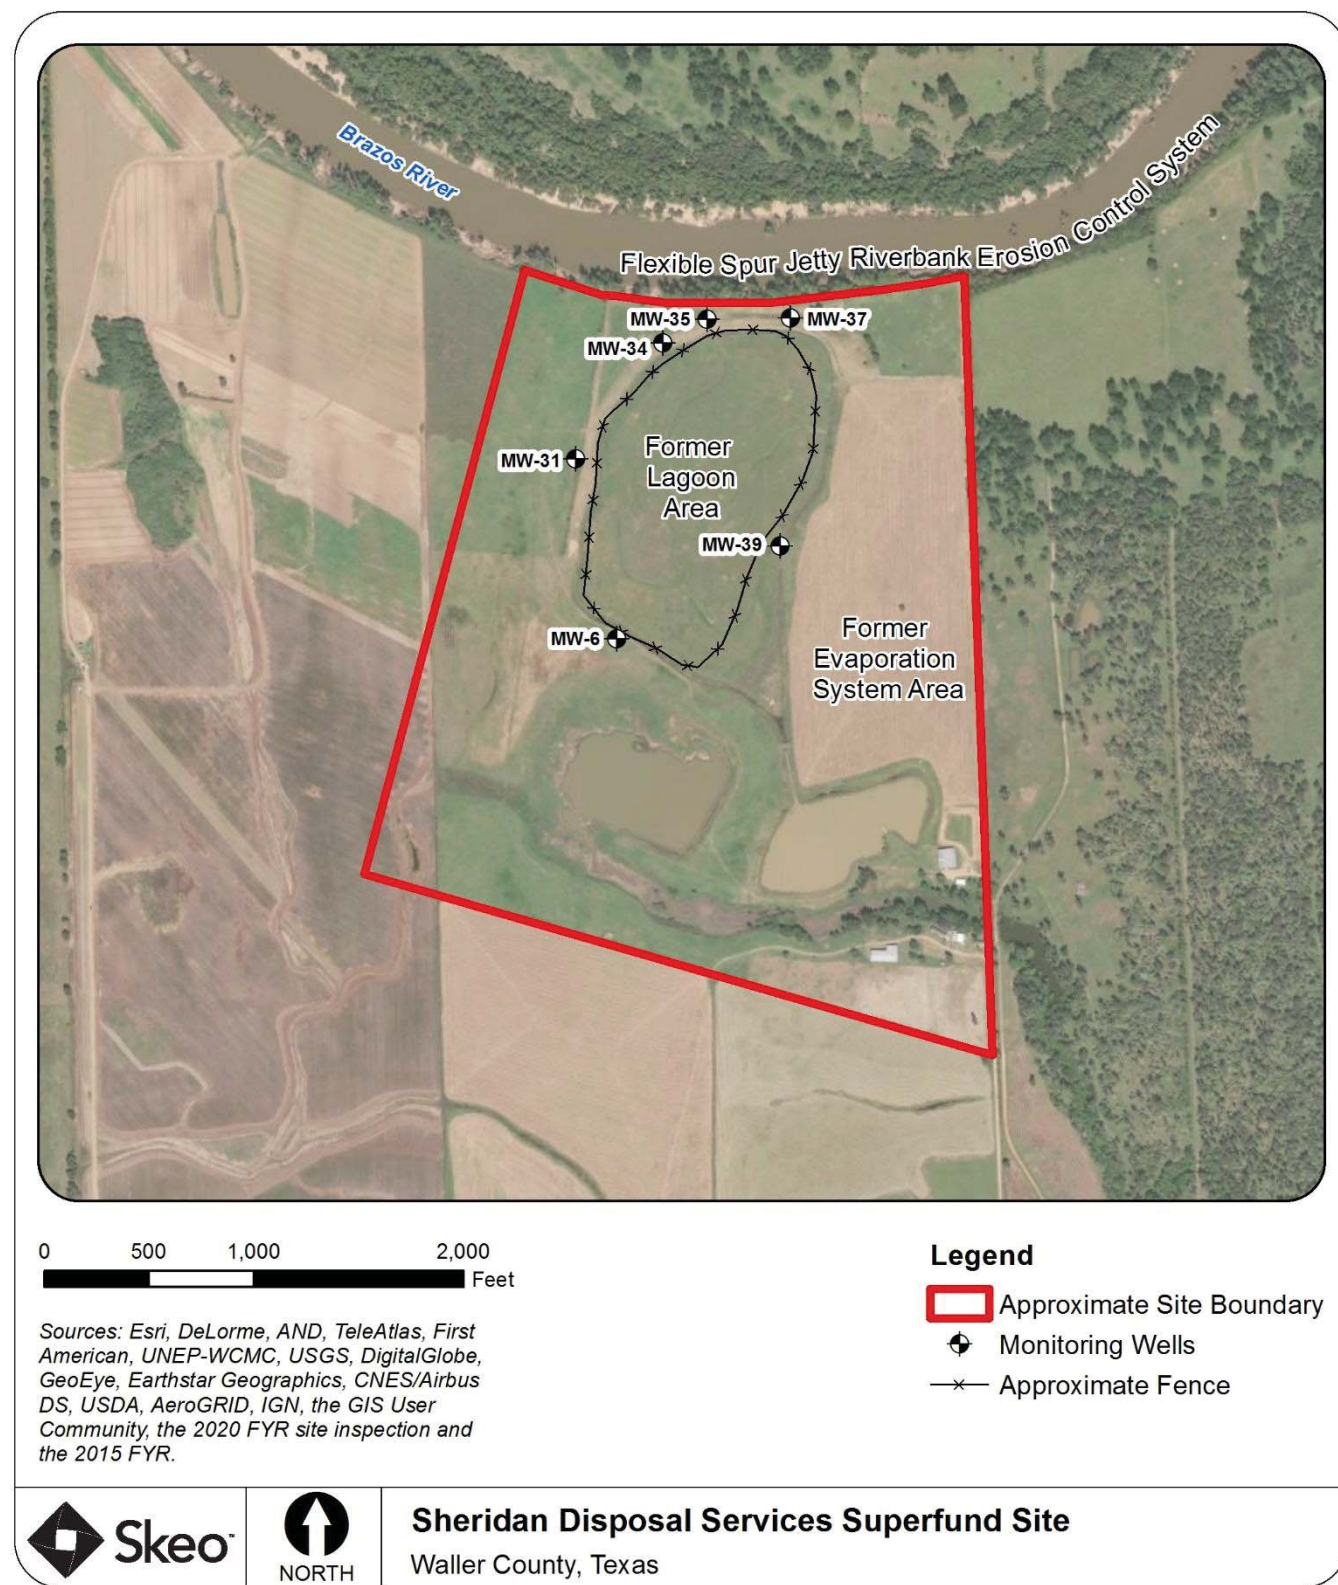 Brazos River
Flexible Spur Jetty Riverbank Erosion Control System
MW-35
MW-37
MW-34
Former
Lagoon
Area
MW-31
MW-39
MW-6
Former
Evaporation
System Area
0 500 1,000 2,000
Feet
Sources: Esri, DeLorme, AND, TeleAtlas, First
American, UNEP-WCMC, USGS, DigitalGlobe,
GeoEye, Earthstar Geographics, CNES/Airbus
DS, USDA, AeroGRID, IGN, the GIS User
Community, the 2020 FYR site inspection and
the 2015 FYR.
Legend
Approximate Site Boundary
Monitoring Wells
Approximate Fence
Skeo™
NORTH
Sheridan Disposal Services Superfund Site
Waller County, Texas